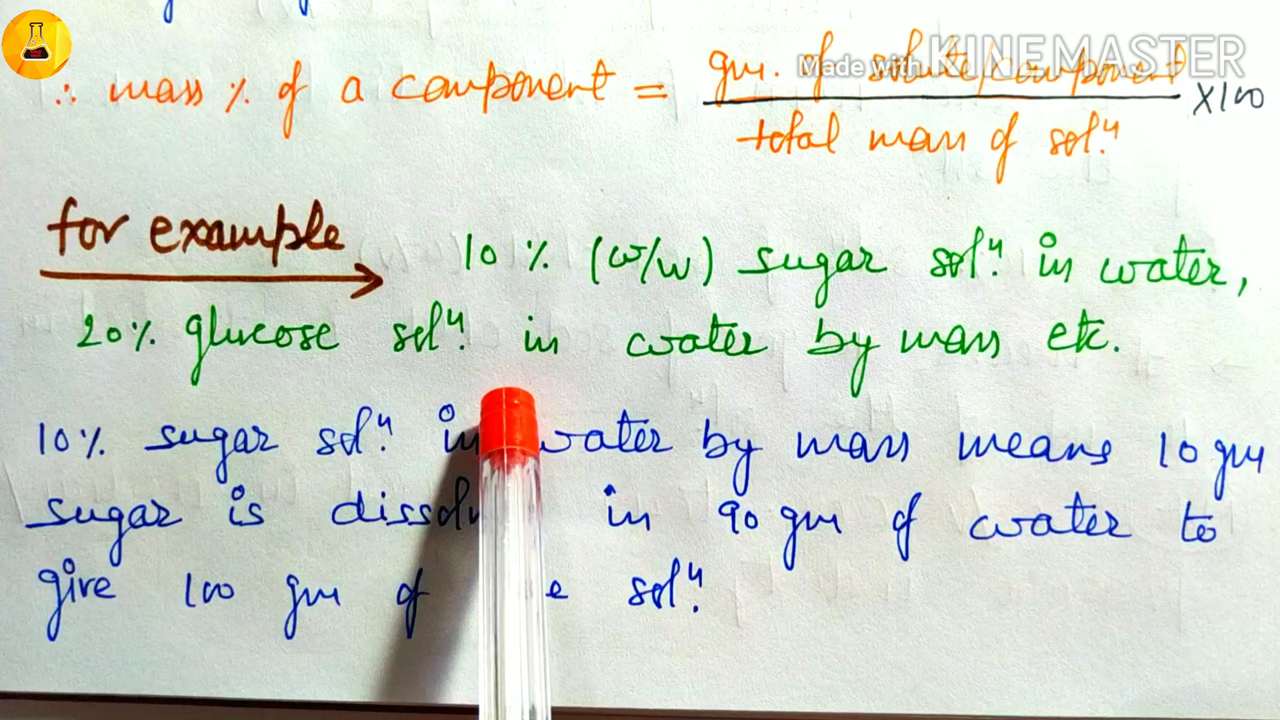 ∴ mass % of a component = gm. of solute/component × 100
total mass of solⁿ.
for example
10% (w/w) sugar solⁿ. in water,
20% glucose solⁿ. in water by mass etc.
10% sugar solⁿ. in water by mass means 10 gm
sugar is in 90 gm of water to
give 100 gm of solⁿ.
Made with KINEMASTER